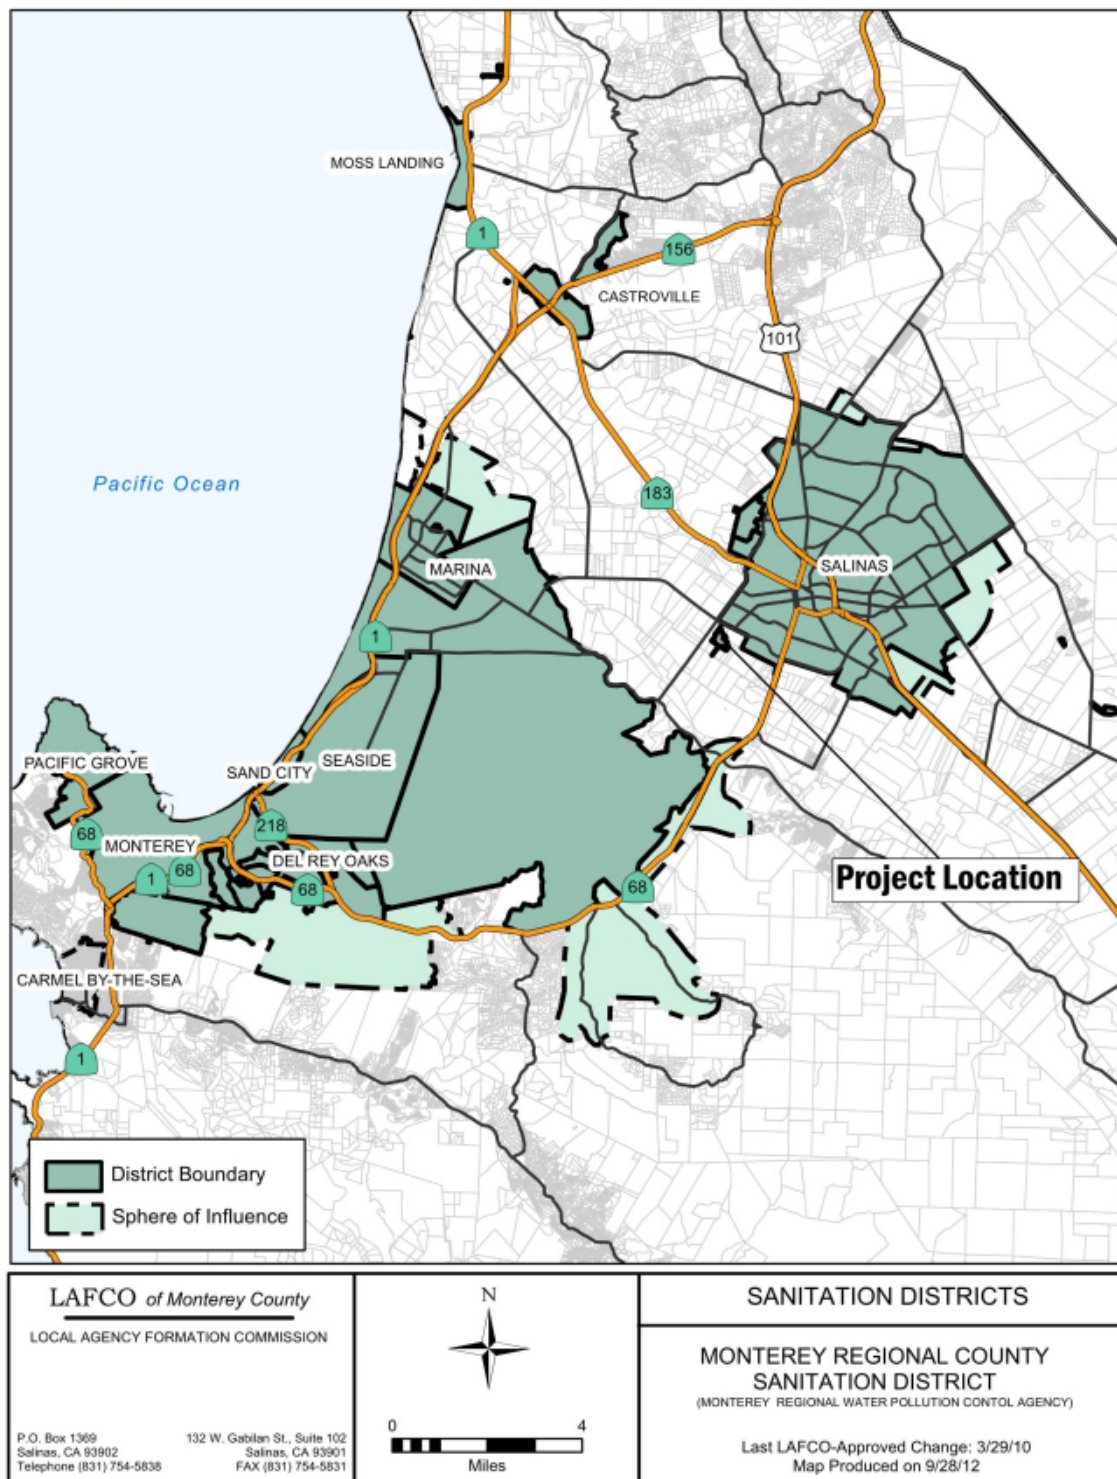 MOSS LANDING
1
156
CASTROVILLE
101
Pacific Ocean
183
MARINA
SALINAS
1
PACIFIC GROVE
SAND CITY
SEASIDE
218
68
MONTEREY
DEL REY OAKS
1
68
68
68
Project Location
CARMEL BY-THE-SEA
1
District Boundary
Sphere of Influence
LAFCO of Monterey County
LOCAL AGENCY FORMATION COMMISSION
P.O. Box 1369
Salinas, CA 93902
Telephone (831) 754-5838
132 W. Gabilan St., Suite 102
Salinas, CA 93901
FAX (831) 754-5831
N
0 4
Miles
SANITATION DISTRICTS
MONTEREY REGIONAL COUNTY
SANITATION DISTRICT
(MONTEREY REGIONAL WATER POLLUTION CONTOL AGENCY)
Last LAFCO-Approved Change: 3/29/10
Map Produced on 9/28/12